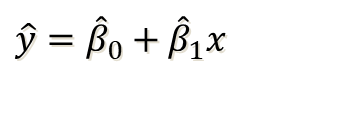 ŷ = β̂₀ + β̂₁x